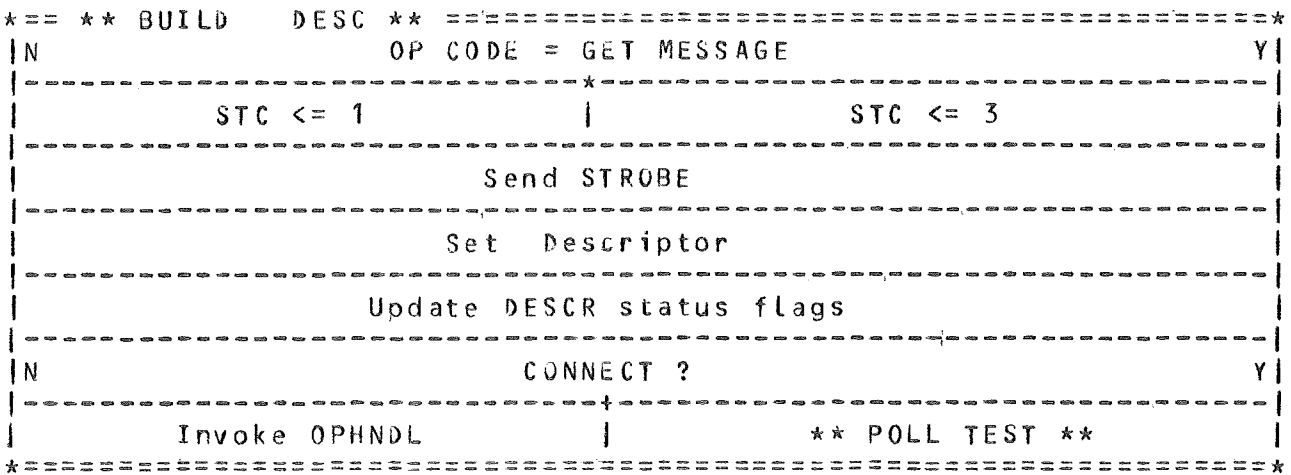 *=== ** BUILD DESC ** ==========================================*
|N OP CODE = GET MESSAGE Y|
|-----------------------------*----------------------------------|
| STC <= 1 | STC <= 3 |
|----------------------------------------------------------------|
| Send STROBE |
|----------------------------------------------------------------|
| Set Descriptor |
|----------------------------------------------------------------|
| Update DESCR status flags |
|----------------------------------------------------------------|
|N CONNECT ? Y|
|------------------------------+---------------------------------|
| Invoke OPHNDL | ** POLL TEST ** |
*================================================================*